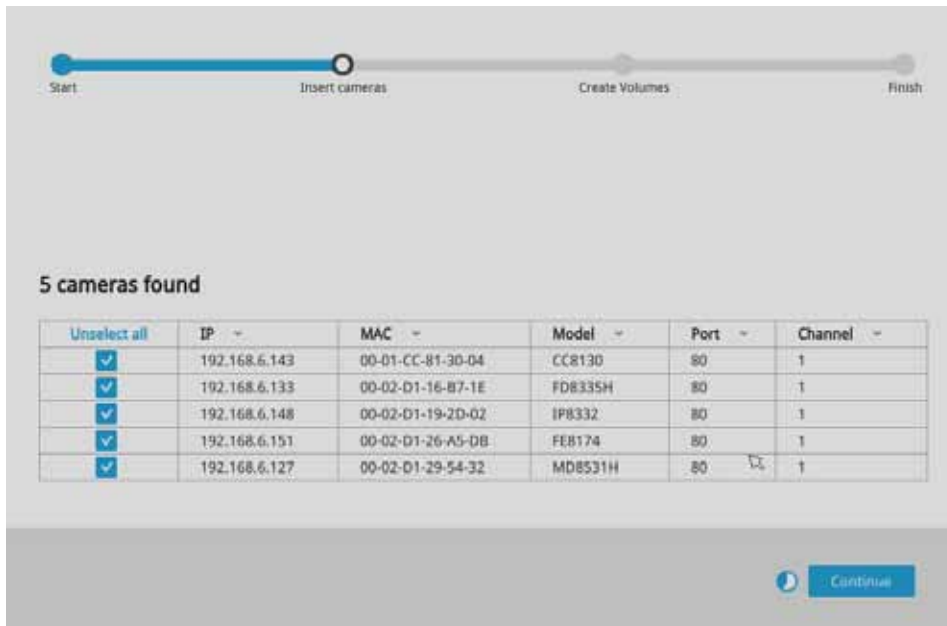 Start Insert cameras Create Volumes Finish
5 cameras found
Unselect all IP MAC Model Port Channel
192.168.6.143 00-01-CC-81-30-04 CC8130 80 1
192.168.6.133 00-02-D1-16-B7-1E FD8335H 80 1
192.168.6.148 00-02-D1-19-2D-02 IP8332 80 1
192.168.6.151 00-02-D1-26-A5-DB FE8174 80 1
192.168.6.127 00-02-D1-29-54-32 MD8531H 80 1
Continue